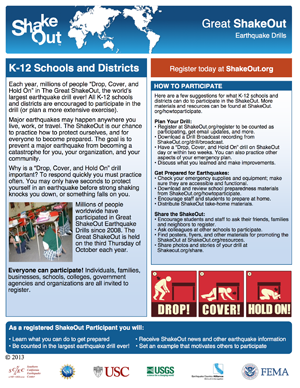 Shake
Out
Great ShakeOut
Earthquake Drills
K-12 Schools and Districts
Each year, millions of people "Drop, Cover, and
Hold On" in The Great ShakeOut, the world's
largest earthquake drill! All K-12 schools
and districts are encouraged to participate in the
drill (or plan a more extensive exercise).
Major earthquakes may happen anywhere you
live, work, or travel. The ShakeOut is our chance
to practice how to protect ourselves, and for
everyone to become prepared. The goal is to
prevent a major earthquake from becoming a
catastrophe for you, your organization, and your
community.
Why is a "Drop, Cover, and Hold On" drill
important? To respond quickly you must practice
often. You may only have seconds to protect
yourself in an earthquake before strong shaking
knocks you down, or something falls on you.
Millions of people
worldwide have
participated in Great
ShakeOut Earthquake
Drills since 2008. The
Great ShakeOut is held
on the third Thursday of
October each year.
Everyone can participate! Individuals, families,
businesses, schools, colleges, government
agencies and organizations are all invited to
register.
Register today at ShakeOut.org
HOW TO PARTICIPATE
Here are a few suggestions for what K-12 schools and
districts can do to participate in the ShakeOut. More
materials and resources can be found at ShakeOut.
org/howtoparticipate.
Plan Your Drill:
• Register at ShakeOut.org/register to be counted as
participating, get email updates, and more.
• Download a Drill Broadcast recording from
ShakeOut.org/drill/broadcast.
• Have a "Drop, Cover, and Hold On" drill on ShakeOut
day or within two weeks. You can also practice other
aspects of your emergency plan.
• Discuss what you learned and make improvements.
Get Prepared for Earthquakes:
• Check your emergency supplies and equipment; make
sure they are accessible and functional.
• Download and review school preparedness materials
from ShakeOut.org/howtoparticipate.
• Encourage staff and students to prepare at home.
• Distribute ShakeOut take-home materials.
Share the ShakeOut:
• Encourage students and staff to ask their friends, families
and neighbors to register.
• Ask colleagues at other schools to participate.
• Find posters, flyers, and other materials for promoting the
ShakeOut at ShakeOut.org/resources.
• Share photos and stories of your drill at
ShakeOut.org/share.
DROP!
COVER!
HOLD ON!
As a registered ShakeOut Participant you will:
• Learn what you can do to get prepared
• Be counted in the largest earthquake drill ever!
• Receive ShakeOut news and other earthquake information
• Set an example that motivates others to participate
© 2013
USC
USGS
FEMA